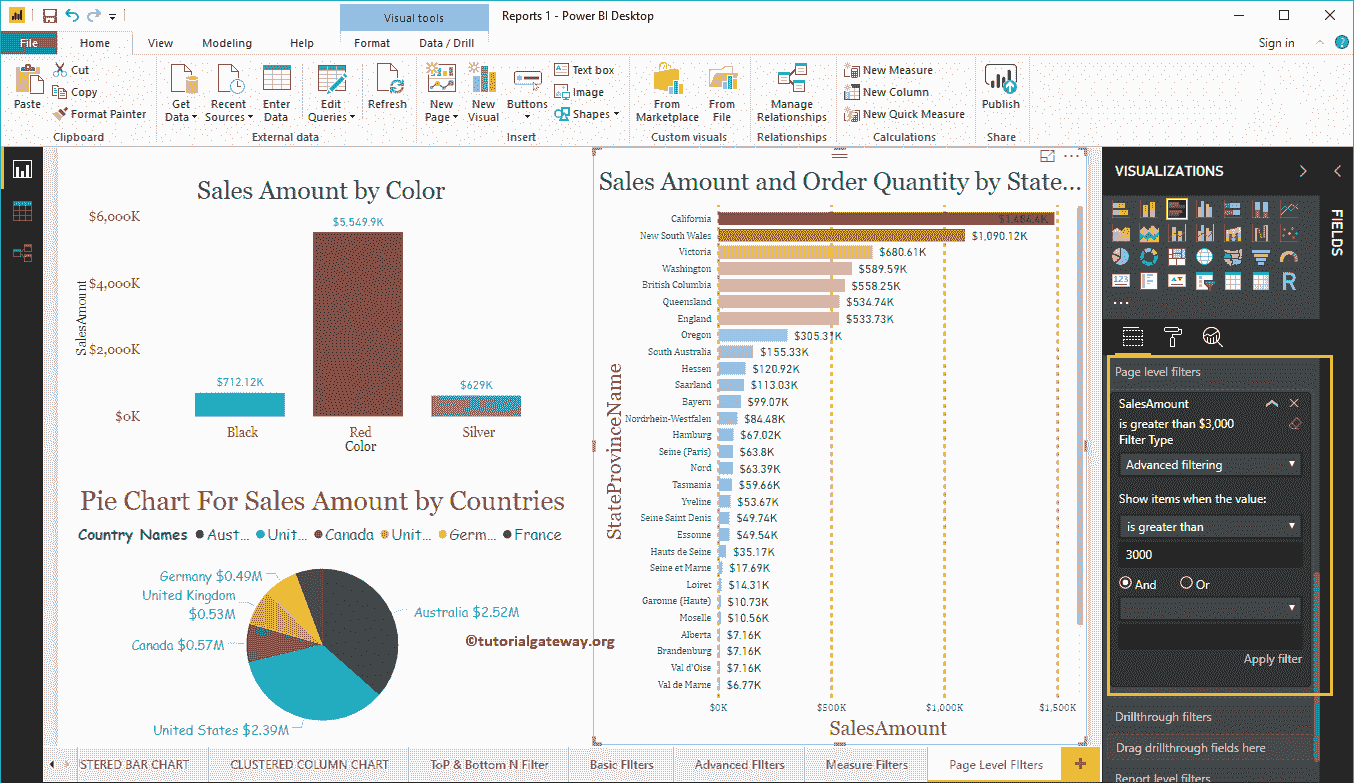 Visual tools
Reports 1 - Power BI Desktop
File
Home
View
Modeling
Help
Format
Data / Drill
Sign in
Paste
Cut
Copy
Format Painter
Clipboard
Get Data
Recent Sources
Enter Data
Edit Queries
Refresh
External data
New Page
New Visual
Buttons
Text box
Image
Shapes
Insert
From Marketplace
From File
Custom visuals
Manage Relationships
Relationships
New Measure
New Column
New Quick Measure
Calculations
Publish
Share
Sales Amount by Color
SalesAmount
$6,000K
$4,000K
$2,000K
$0K
$712.12K
$5,549.9K
$629K
Black
Red
Silver
Color
Pie Chart For Sales Amount by Countries
Country Names Aust... Unit... Canada Unit... Germ... France
Germany $0.49M
United Kingdom
$0.53M
Canada $0.57M
United States $2.39M
Australia $2.52M
©tutorialgateway.org
Sales Amount and Order Quantity by State...
StateProvinceName
California $1,484.4K
New South Wales $1,090.12K
Victoria $680.61K
Washington $589.59K
British Columbia $558.25K
Queensland $534.74K
England $533.73K
Oregon $305.31K
South Australia $155.33K
Hessen $120.92K
Saarland $113.03K
Bayern $99.07K
Nordrhein-Westfalen $84.48K
Hamburg $67.02K
Seine (Paris) $63.8K
Nord $63.39K
Tasmania $59.66K
Yveline $53.67K
Seine Saint Denis $49.74K
Essonne $49.54K
Hauts de Seine $35.17K
Seine et Marne $17.69K
Loiret $14.31K
Garonne (Haute) $10.73K
Moselle $10.56K
Alberta $7.16K
Brandenburg $7.16K
Val d'Oise $7.16K
Val de Marne $6.77K
$0K $500K $1,000K $1,500K
SalesAmount
VISUALIZATIONS
FIELDS
123
R
Page level filters
SalesAmount
is greater than $3,000
Filter Type
Advanced filtering
Show items when the value:
is greater than
3000
And Or
Apply filter
Drillthrough filters
Drag drillthrough fields here
Report level filters
STERED BAR CHART
CLUSTERED COLUMN CHART
ToP & Bottom N Filter
Basic FIlters
Advanced FIlters
Measure FIlters
Page Level FIlters